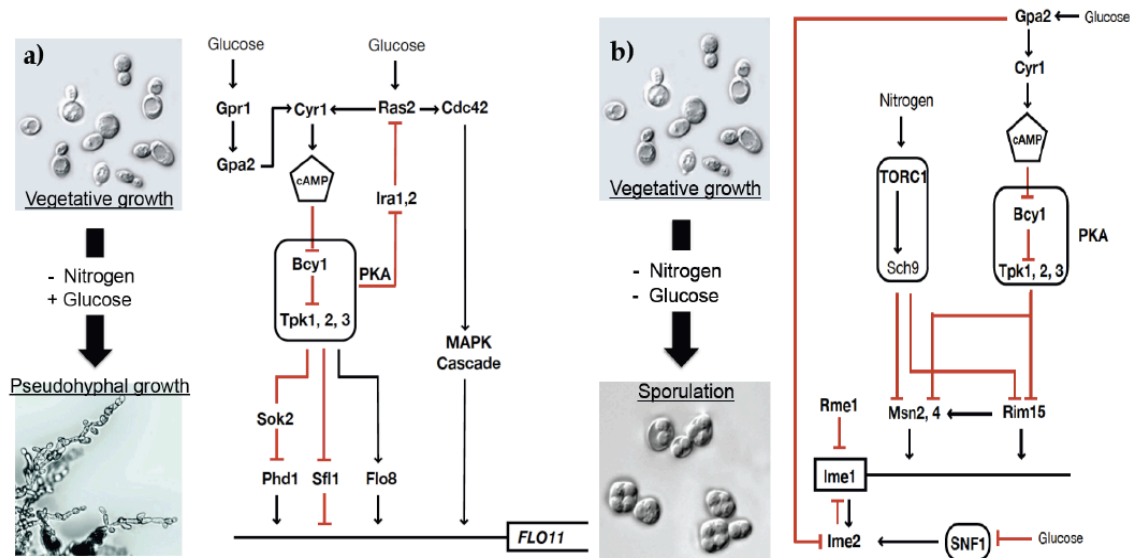 a)
Vegetative growth
- Nitrogen
+ Glucose
Pseudohyphal growth
Glucose
Glucose
Gpr1
Cyr1
Ras2
Cdc42
Gpa2
cAMP
Ira1,2
Bcy1
PKA
Tpk1, 2, 3
MAPK
Cascade
Sok2
Phd1
Sfl1
Flo8
FLO11
b)
Vegetative growth
- Nitrogen
- Glucose
Sporulation
Gpa2
Glucose
Cyr1
Nitrogen
cAMP
TORC1
Bcy1
PKA
Sch9
Tpk1, 2, 3
Rme1
Msn2, 4
Rim15
Ime1
Ime2
SNF1
Glucose